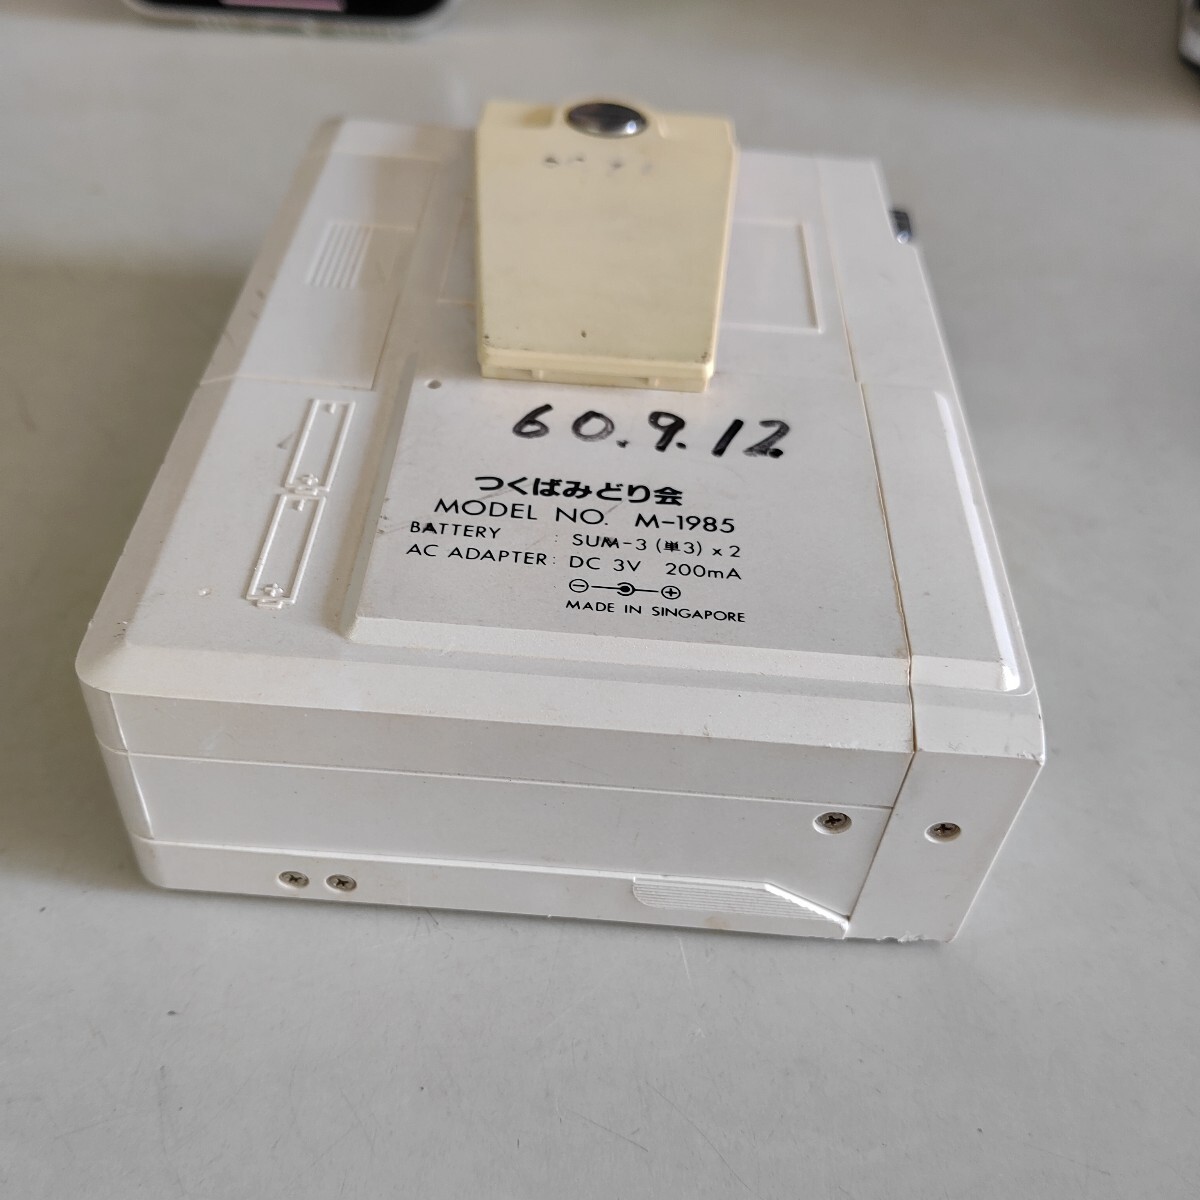 60.9.12
つくばみどり会
MODEL NO. M-1985
BATTERY : SUM-3 (単3) x 2
AC ADAPTER: DC 3V 200mA
⊖ ⊕
MADE IN SINGAPORE